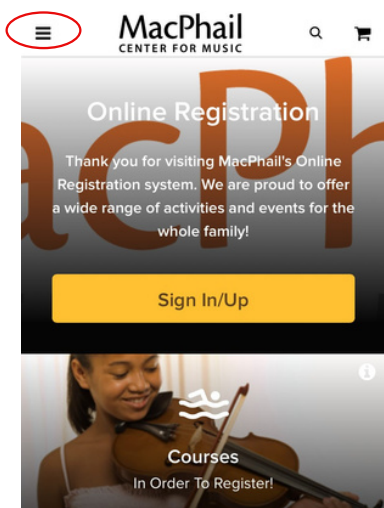 MacPhail
CENTER FOR MUSIC
acPh
Online Registration
Thank you for visiting MacPhail's Online
Registration system. We are proud to offer
a wide range of activities and events for the
whole family!
Sign In/Up
Courses
In Order To Register!